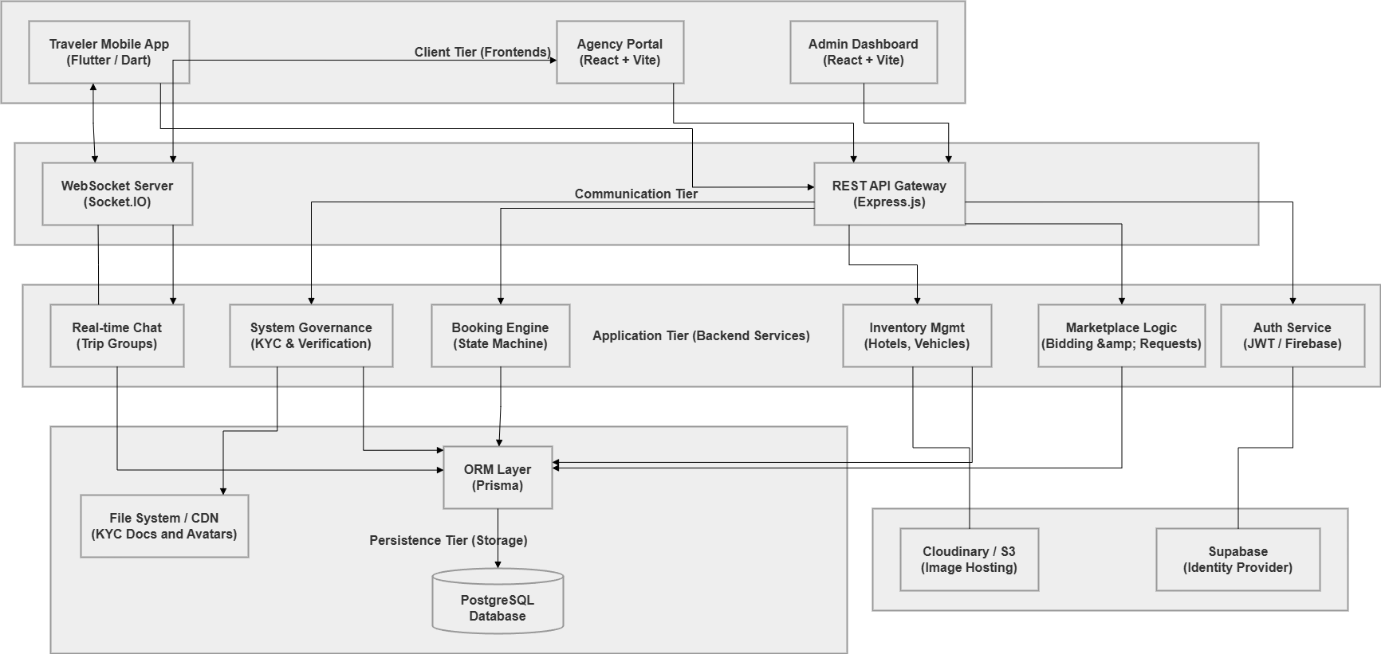 Traveler Mobile App
(Flutter / Dart)
Client Tier (Frontends)
Agency Portal
(React + Vite)
Admin Dashboard
(React + Vite)
WebSocket Server
(Socket.IO)
Communication Tier
REST API Gateway
(Express.js)
Real-time Chat
(Trip Groups)
System Governance
(KYC & Verification)
Booking Engine
(State Machine)
Application Tier (Backend Services)
Inventory Mgmt
(Hotels, Vehicles)
Marketplace Logic
(Bidding &amp; Requests)
Auth Service
(JWT / Firebase)
ORM Layer
(Prisma)
File System / CDN
(KYC Docs and Avatars)
Persistence Tier (Storage)
Cloudinary / S3
(Image Hosting)
Supabase
(Identity Provider)
PostgreSQL
Database